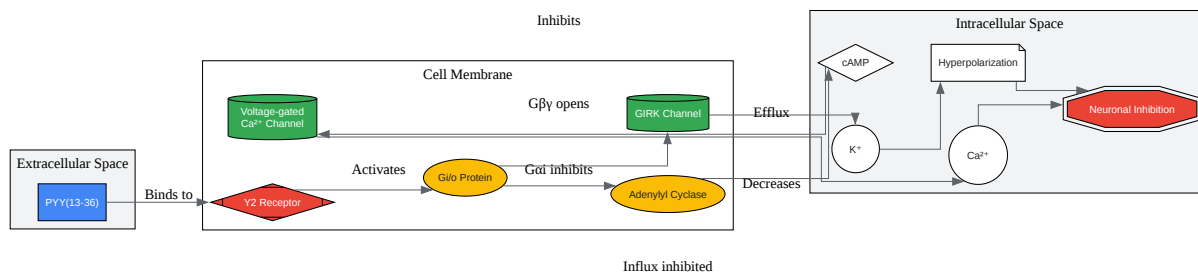 Inhibits
Intracellular Space
cAMP
Hyperpolarization
Cell Membrane
Voltage-gated
Ca²⁺ Channel
Gβγ opens
GIRK Channel
Efflux
Neuronal Inhibition
K⁺
Ca²⁺
Extracellular Space
Activates
Gi/o Protein
Gαi inhibits
Decreases
PYY(13-36)
Binds to
Y2 Receptor
Adenylyl Cyclase
Influx inhibited